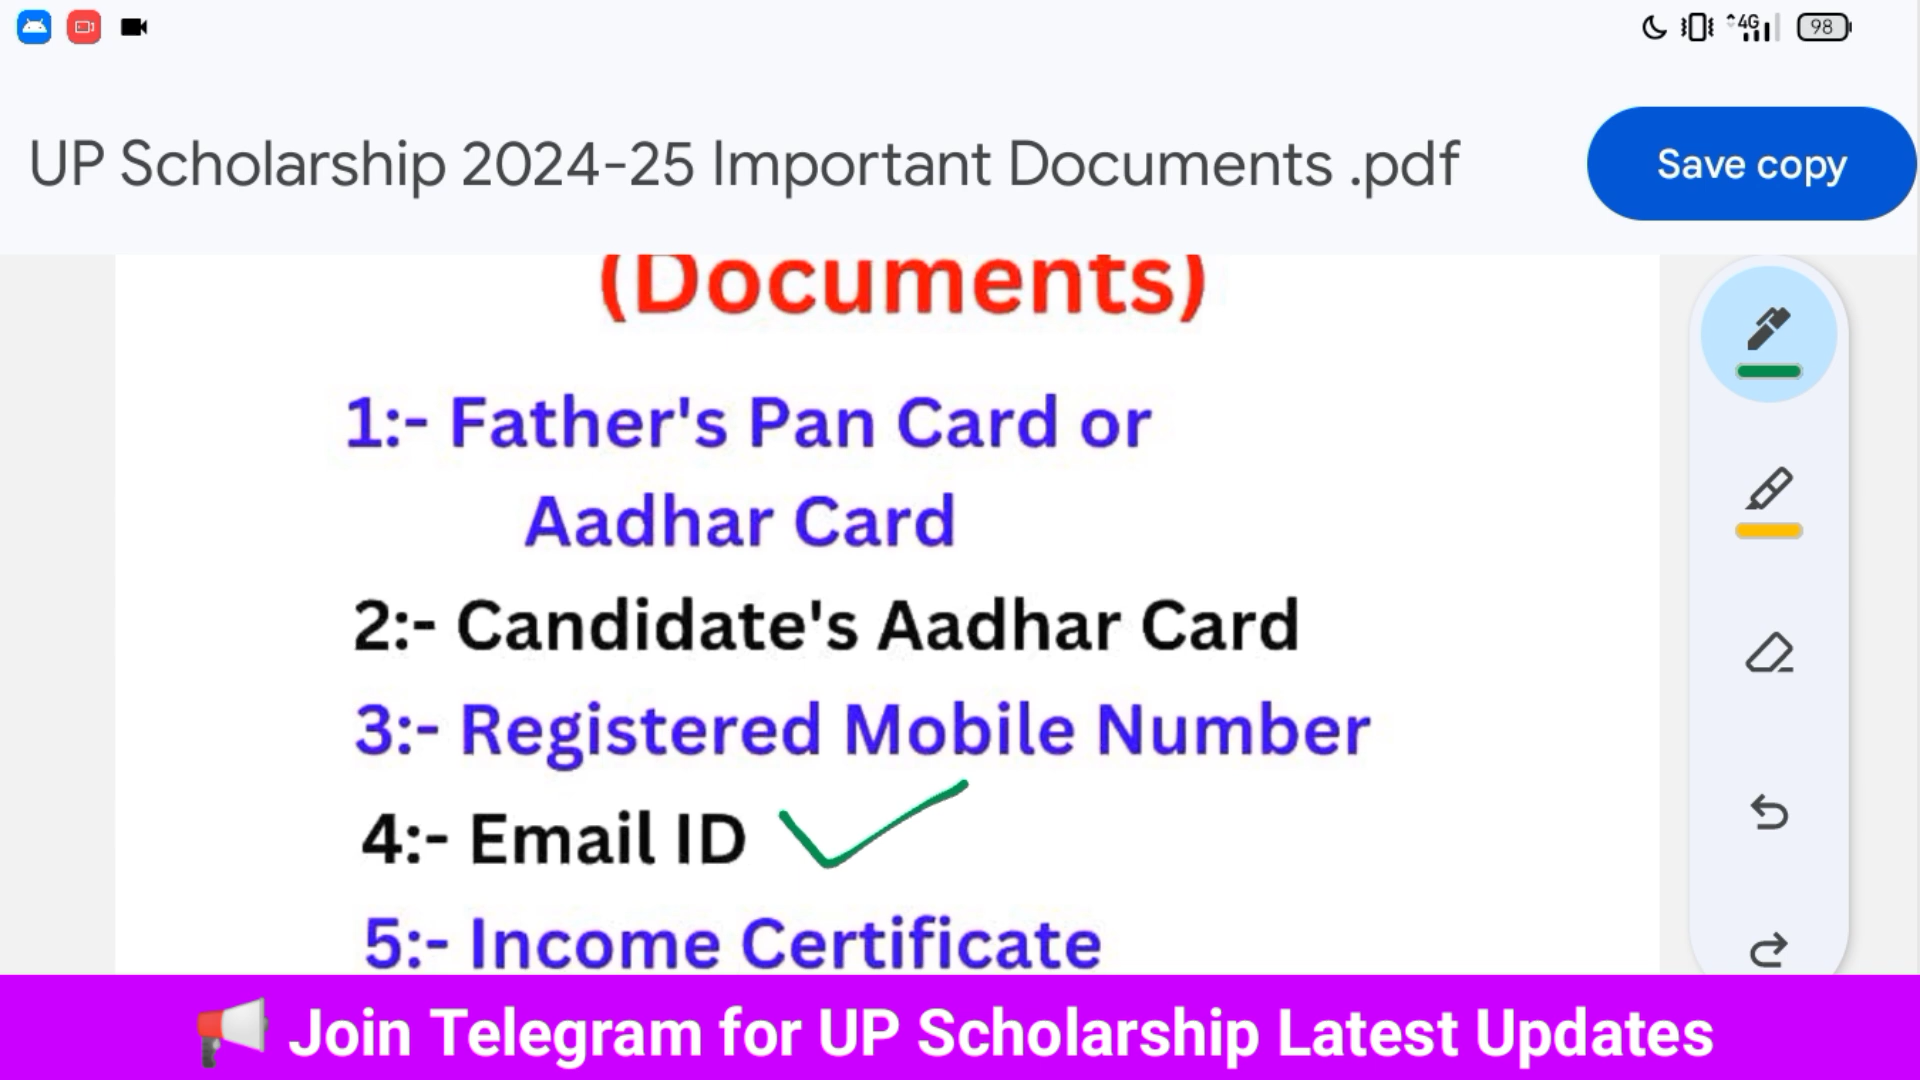 4G
98
UP Scholarship 2024-25 Important Documents .pdf
Save copy
(Documents)
1:- Father's Pan Card or
Aadhar Card
2:- Candidate's Aadhar Card
3:- Registered Mobile Number
4:- Email ID
5:- Income Certificate
Join Telegram for UP Scholarship Latest Updates